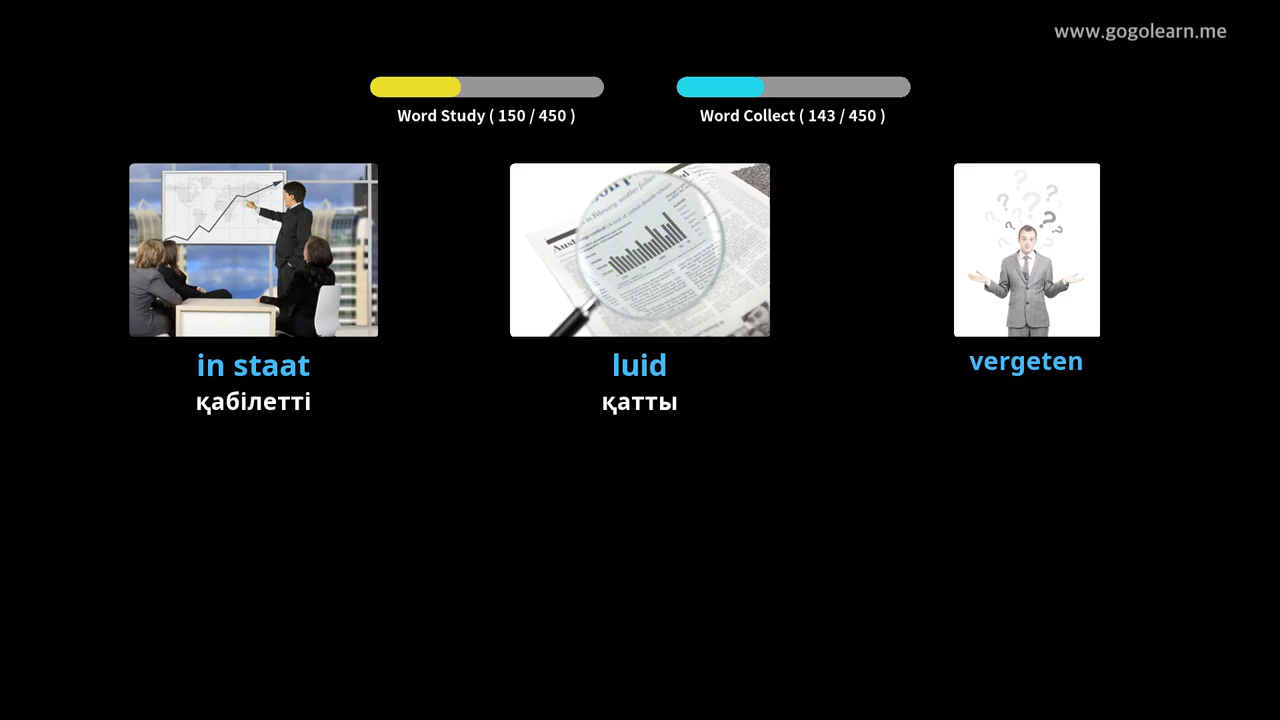 www.gogolearn.me
Word Study ( 150 / 450 )
Word Collect ( 143 / 450 )
in staat
luid
vergeten
қабілетті
қатты